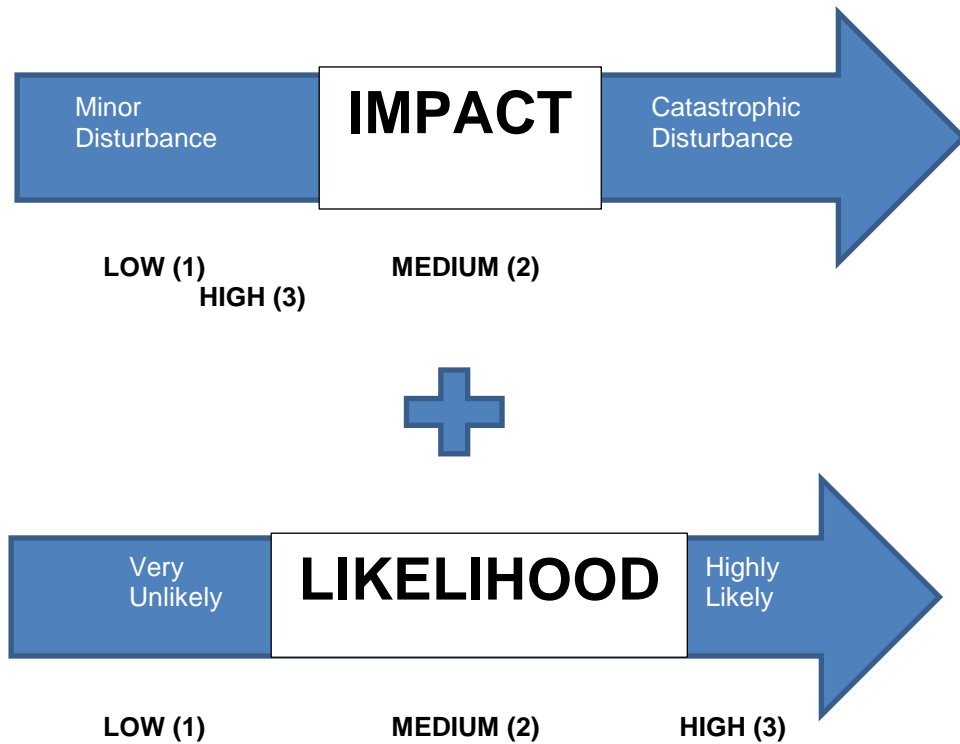 Minor
Disturbance
IMPACT
Catastrophic
Disturbance
LOW (1) MEDIUM (2)
HIGH (3)
Very
Unlikely
LIKELIHOOD
Highly
Likely
LOW (1) MEDIUM (2) HIGH (3)